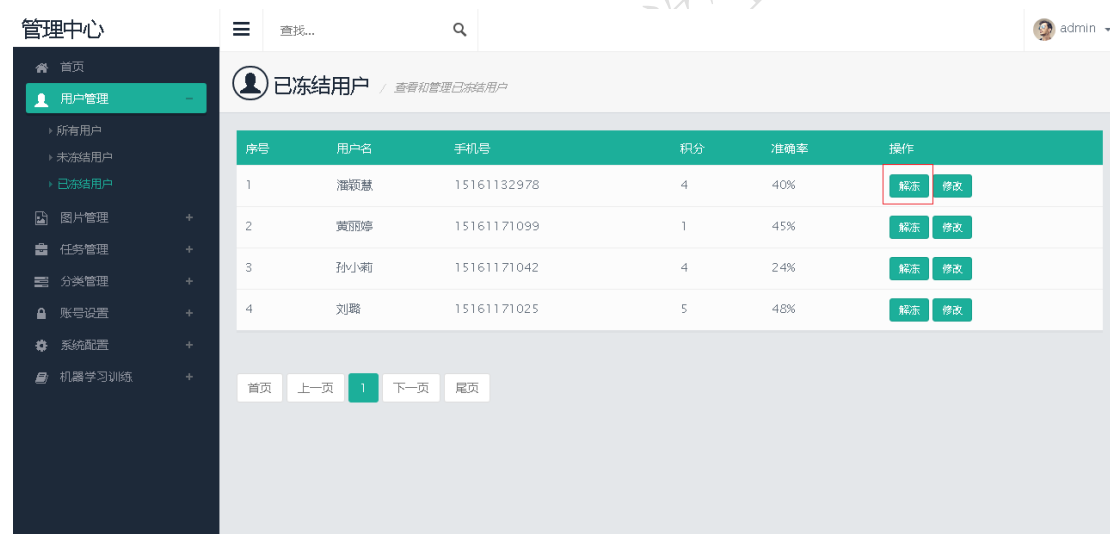 管理中心
查找...
admin
首页
用户管理
所有用户
未冻结用户
已冻结用户
图片管理
任务管理
分类管理
账号设置
系统配置
机器学习训练
已冻结用户 / 查看和管理已冻结用户
序号 用户名 手机号 积分 准确率 操作
1 潘颖慧 15161132978 4 40% 解冻 修改
2 黄丽婷 15161171099 1 45% 解冻 修改
3 孙小莉 15161171042 4 24% 解冻 修改
4 刘璐 15161171025 5 48% 解冻 修改
首页 上一页 1 下一页 尾页